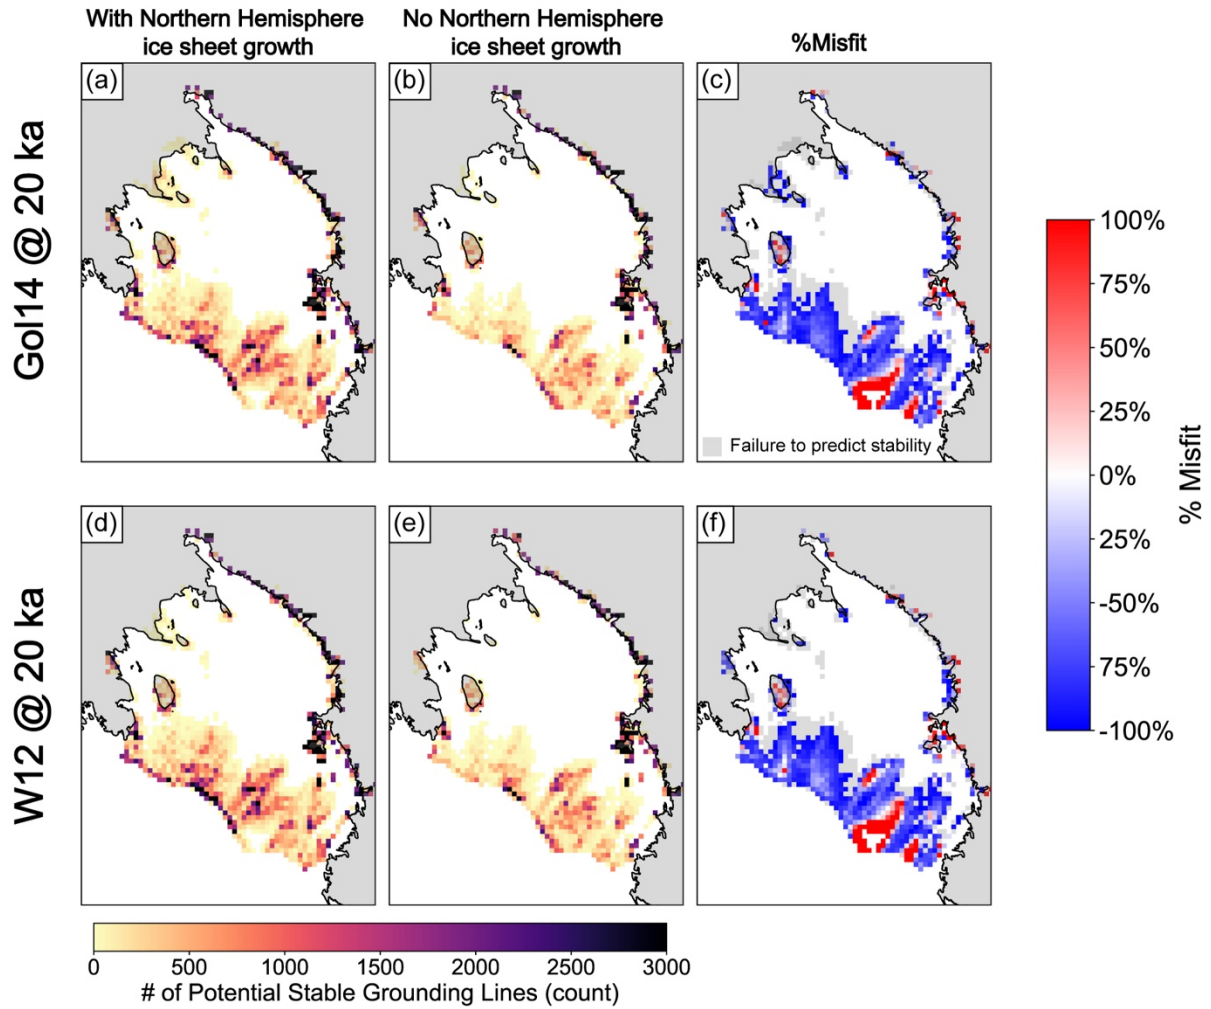 With Northern Hemisphere
ice sheet growth
No Northern Hemisphere
ice sheet growth
%Misfit
Gol14 @ 20 ka
(a)
(b)
(c)
Failure to predict stability
100%
75%
50%
25%
0%
25%
-50%
75%
-100%
% Misfit
W12 @ 20 ka
(d)
(e)
(f)
0
500
1000
1500
2000
2500
3000
# of Potential Stable Grounding Lines (count)